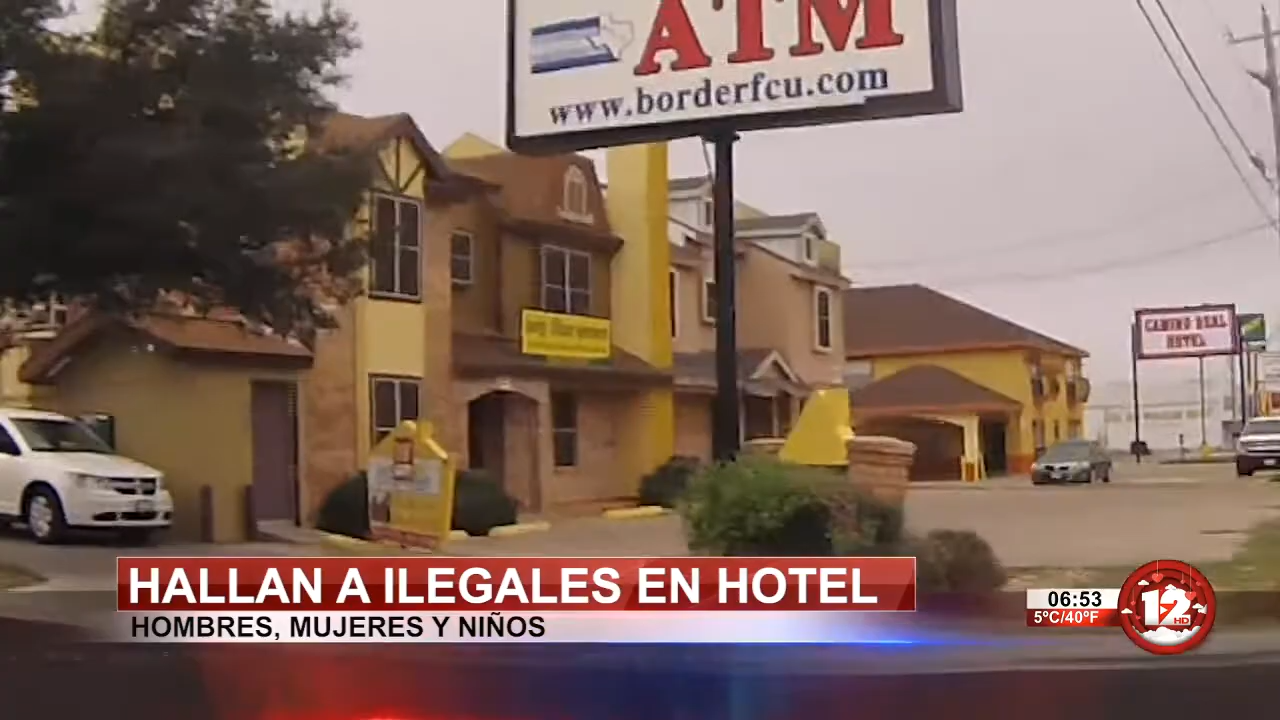 ATM
www.borderfcu.com
CAMINO REAL
HOTEL
HALLAN A ILEGALES EN HOTEL
HOMBRES, MUJERES Y NIÑOS
06:53
5°C/40°F
12
HD